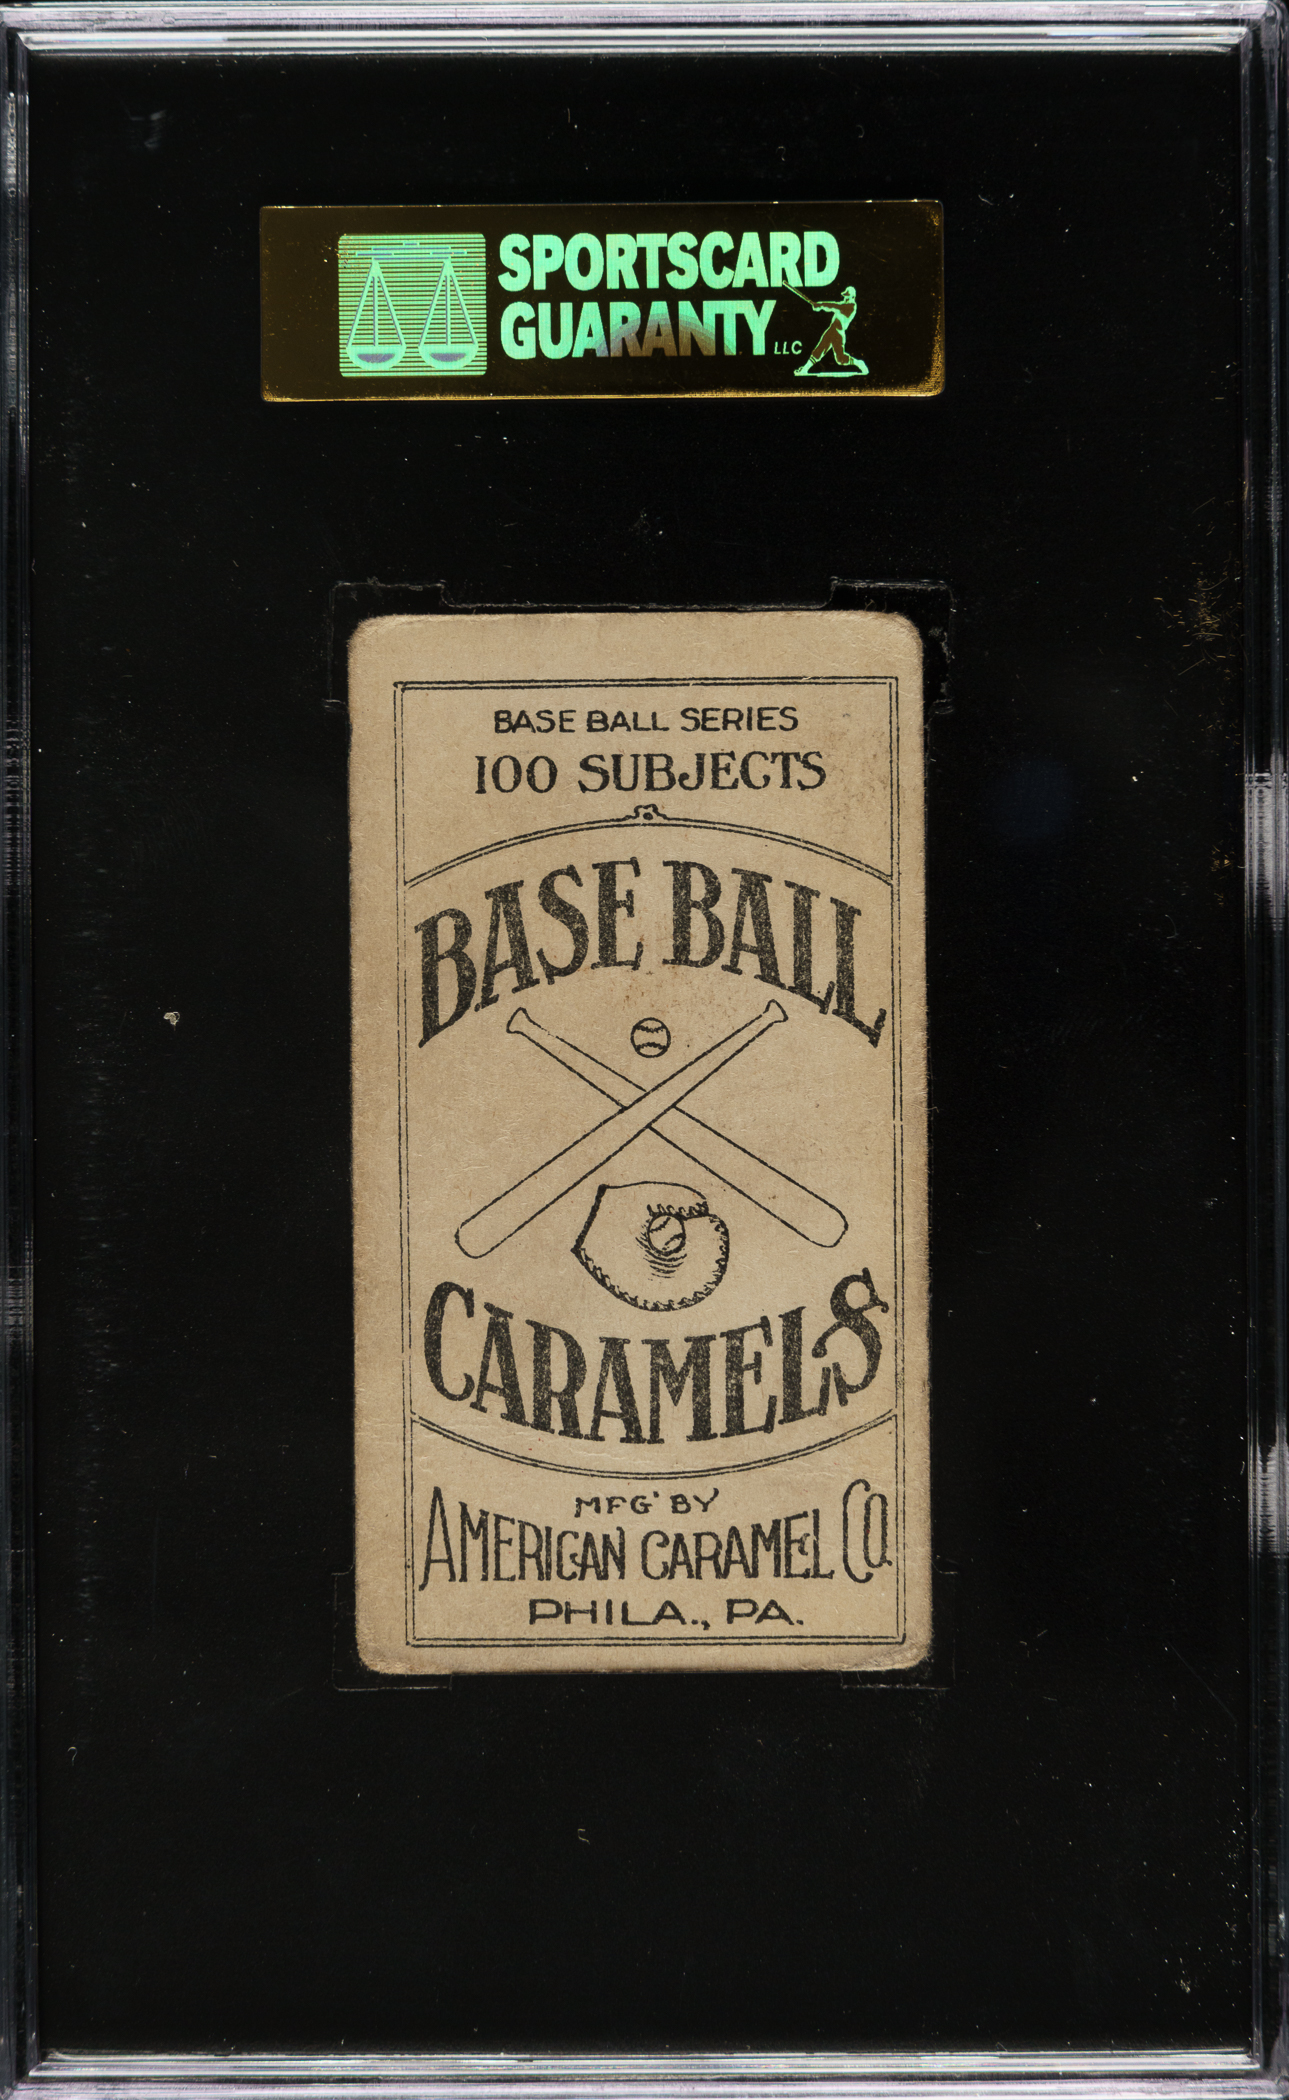 SPORTSCARD
GUARANTY LLC
BASE BALL SERIES
100 SUBJECTS
BASE BALL
CARAMELS
MFG' BY
AMERICAN CARAMEL CO.
PHILA., PA.